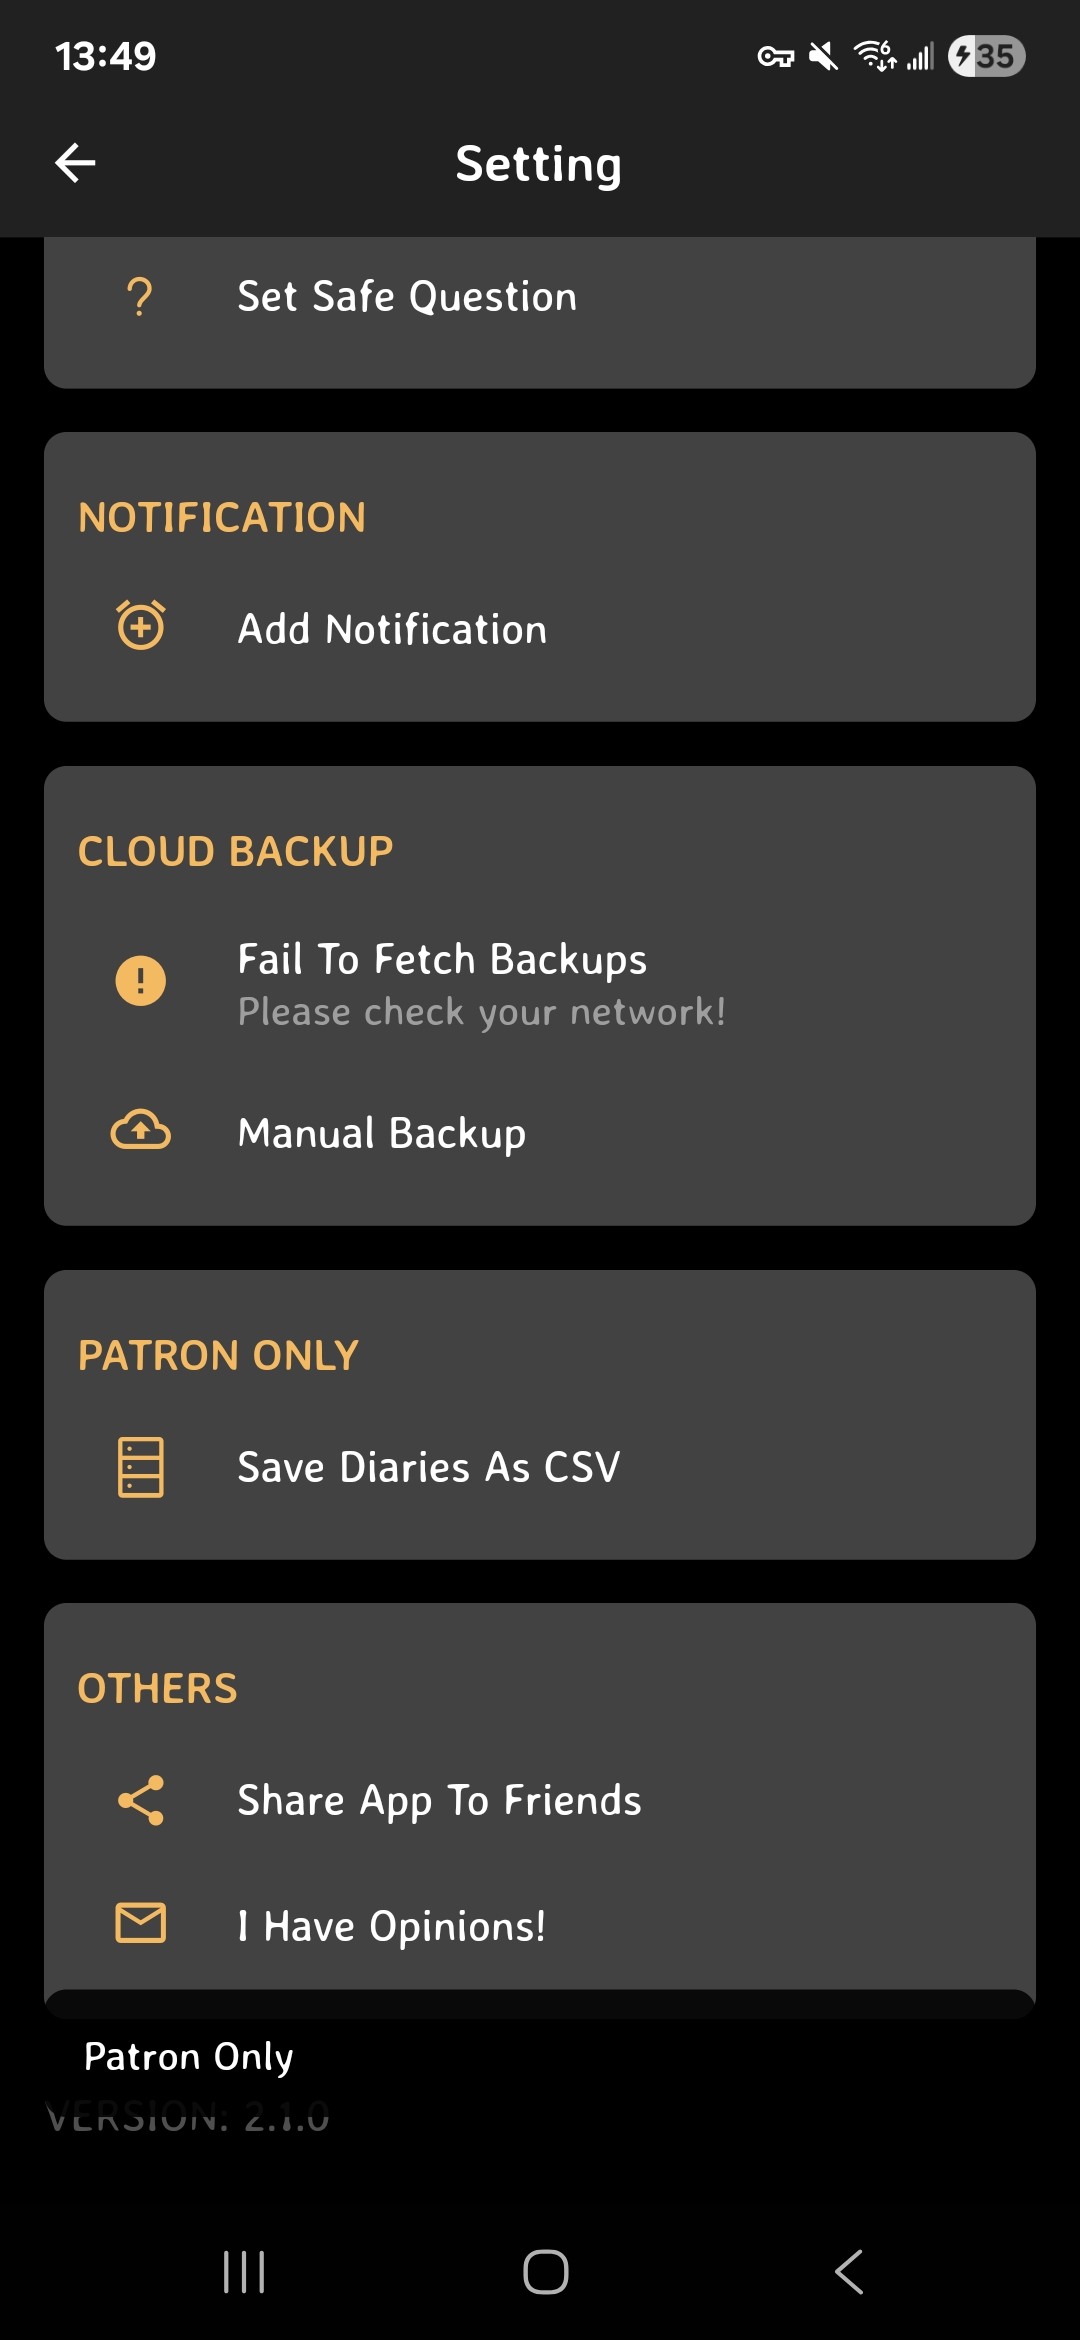 13:49
6
35
Setting
Set Safe Question
NOTIFICATION
Add Notification
CLOUD BACKUP
Fail To Fetch Backups
Please check your network!
Manual Backup
PATRON ONLY
Save Diaries As CSV
OTHERS
Share App To Friends
I Have Opinions!
Patron Only
VERSION: 2.1.0